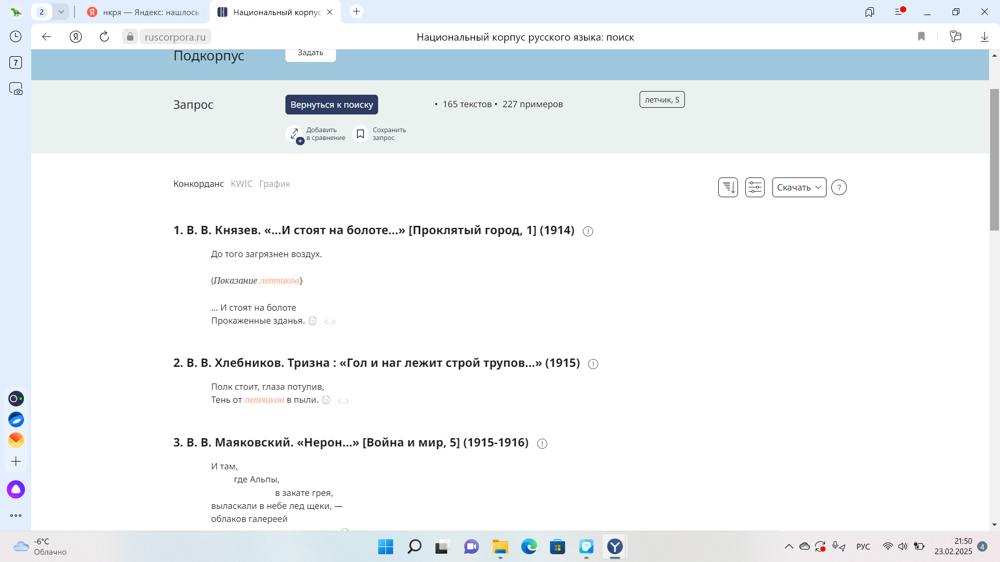 2
нкря — Яндекс: нашлось
Национальный корпус
ruscorpora.ru
Национальный корпус русского языка: поиск
7
Подкорпус
Задать
Запрос
Вернуться к поиску
• 165 текстов • 227 примеров
летчик, S
Добавить
в сравнение
Сохранить
запрос
Конкорданс KWIC График
Скачать
?
1. В. В. Князев. «...И стоят на болоте...» [Проклятый город, 1] (1914)
До того загрязнен воздух.
(Показание летчиков}
... И стоят на болоте
Прокаженные зданья.
2. В. В. Хлебников. Тризна : «Гол и наг лежит строй трупов...» (1915)
Полк стоит, глаза потупив,
Тень от летчиков в пыли.
3. В. В. Маяковский. «Нерон...» [Война и мир, 5] (1915-1916)
И там,
где Альпы,
в закате грея,
выласкали в небе лед щеки, —
облаков галереей
-6°C
Облачно
РУС
21:50
23.02.2025
4